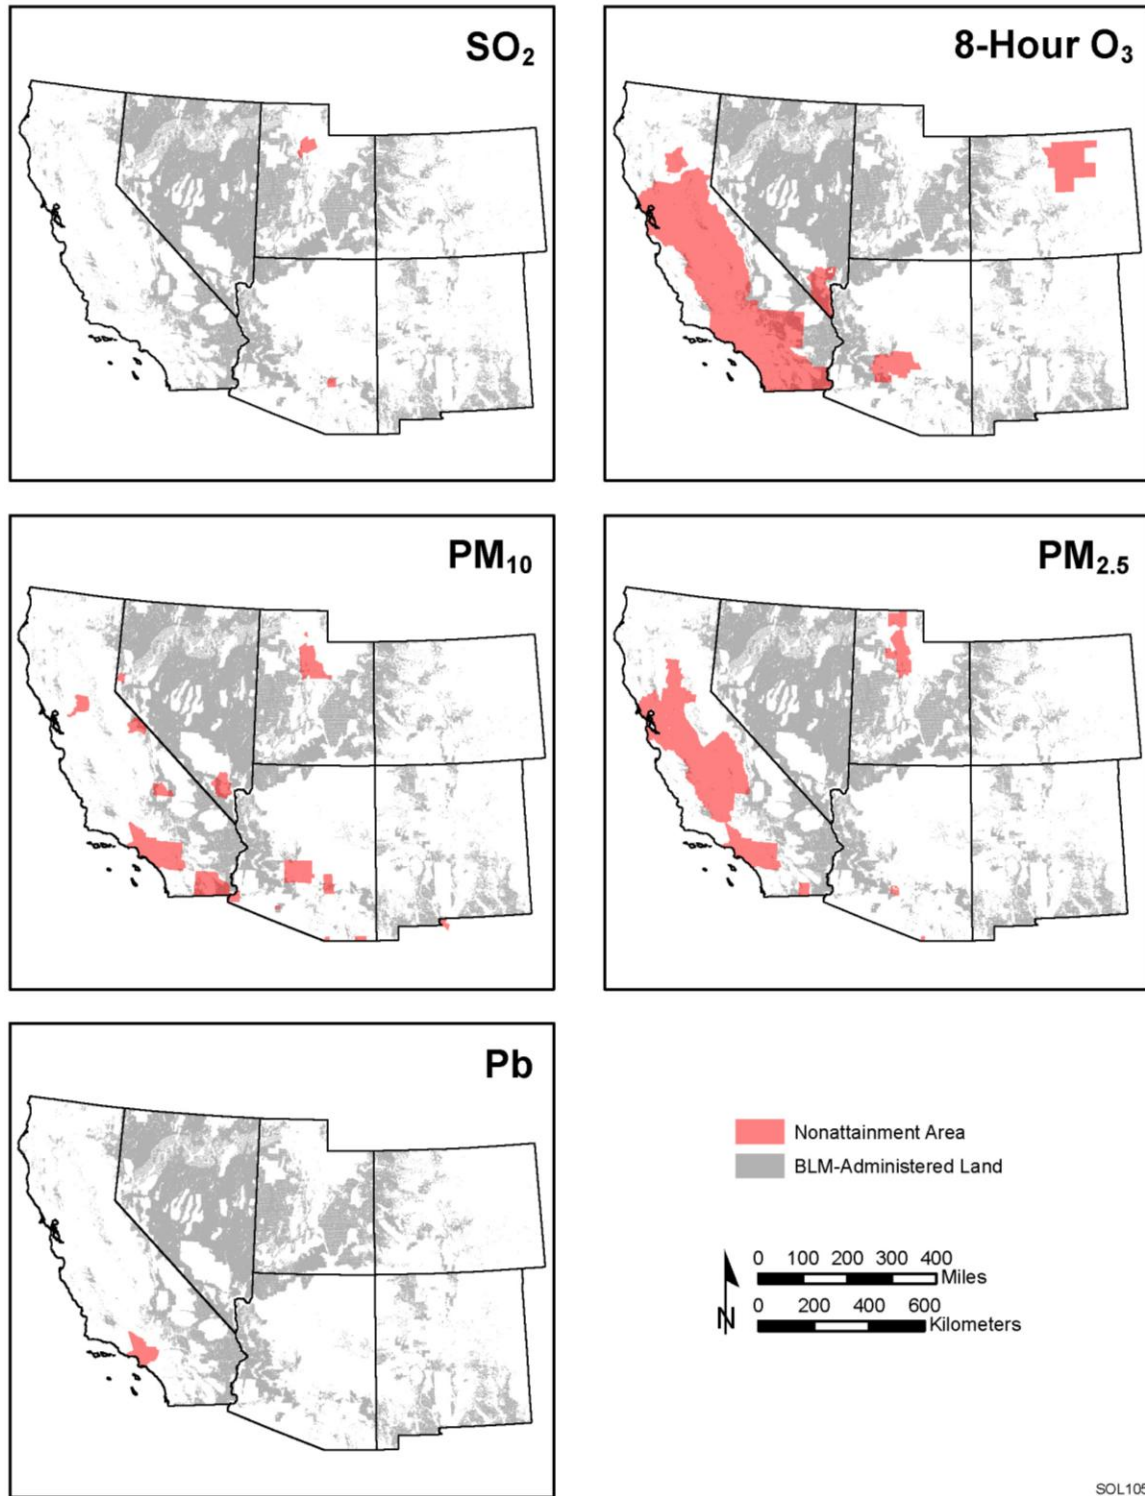 SO₂
8-Hour O₃
PM₁₀
PM₂.₅
Pb
Nonattainment Area
BLM-Administered Land
0 100 200 300 400
Miles
0 200 400 600
Kilometers
N
SOL105